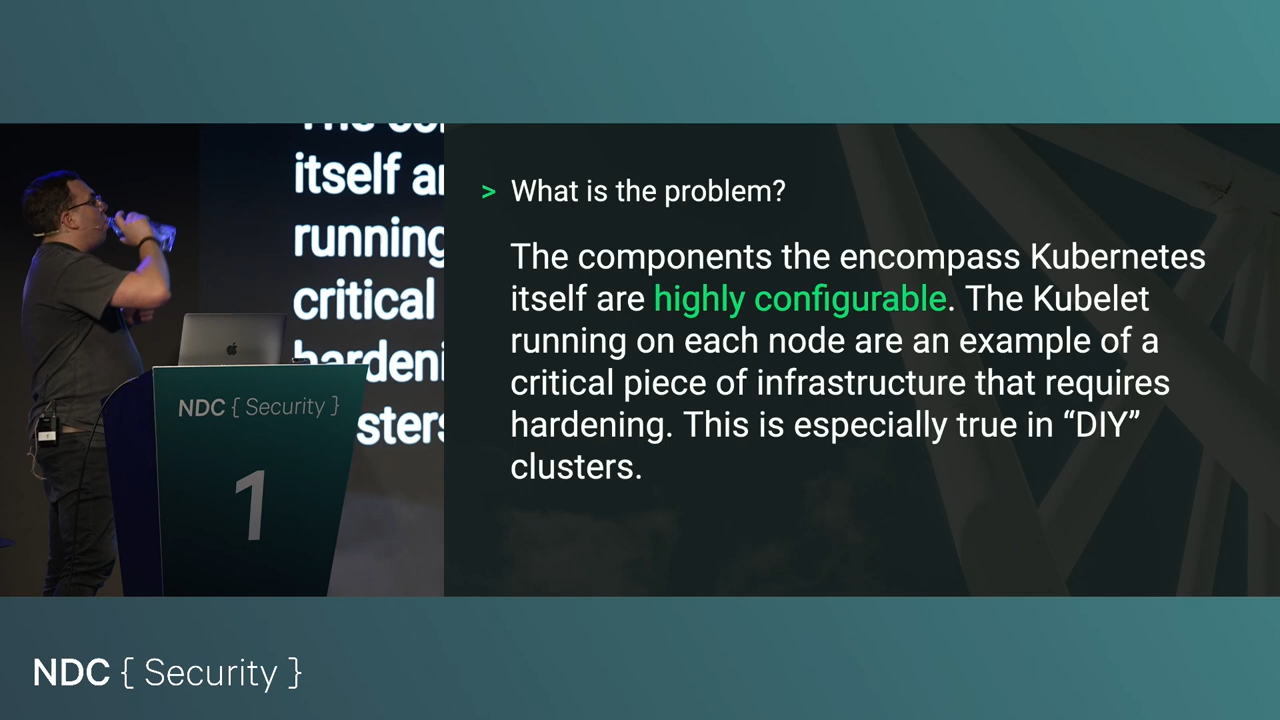 itself
running
critical
NDC { Security }
1
> What is the problem?
The components the encompass Kubernetes
itself are highly configurable. The Kubelet
running on each node are an example of a
critical piece of infrastructure that requires
hardening. This is especially true in “DIY”
clusters.
NDC { Security }